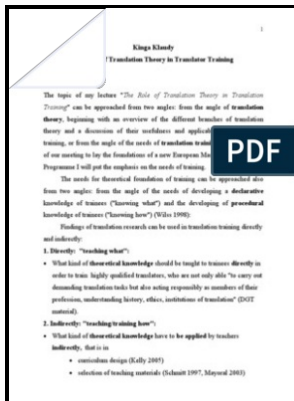 1
Kinga Klaudy
f Translation Theory in Translator Training
The topic of my lecture "The Role of Translation Theory in Translation
Training" can be approached from two angles: from the angle of translation
theory, beginning with an overview of the different branches of translation
theory and a discussion of their usefulness and applicab
training, or from the angle of the needs of translation traini
of our meeting to lay the foundations of a new European Ma
Programme I will put the emphasis on the needs of training.
PDF
The needs for theoretical foundation of training can be approached also
from two angles: from the angle of the needs of developing a declarative
knowledge of trainees ("knowing what") and the developing of procedural
knowledge of trainees ("knowing how") (Wilss 1998):
Findings of translation research can be used in translation training directly
and indirectly:
1. Directly: "teaching what":
• What kind of theoretical knowledge should be taught to trainees directly in
order to train highly qualified translators, who are not only able "to carry out
demanding translation tasks but also acting responsibly as members of their
profession, understanding history, ethics, institutions of translation" (DGT
material).
2. Indirectly: "teaching/training how":
• What kind of theoretical knowledge have to be applied by teachers
indirectly, that is in
• curriculum design (Kelly 2005)
• selection of teaching materials (Schmitt 1997, Mayoral 2003)